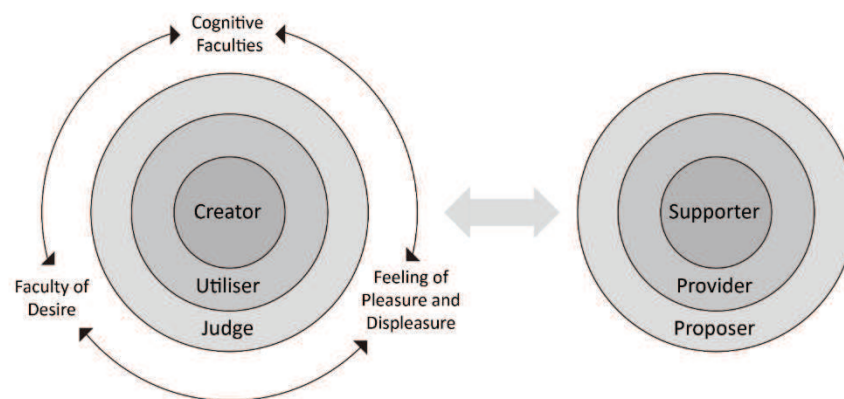 Cognitive
Faculties
Creator
Utiliser
Judge
Faculty of
Desire
Feeling of
Pleasure and
Displeasure
Supporter
Provider
Proposer